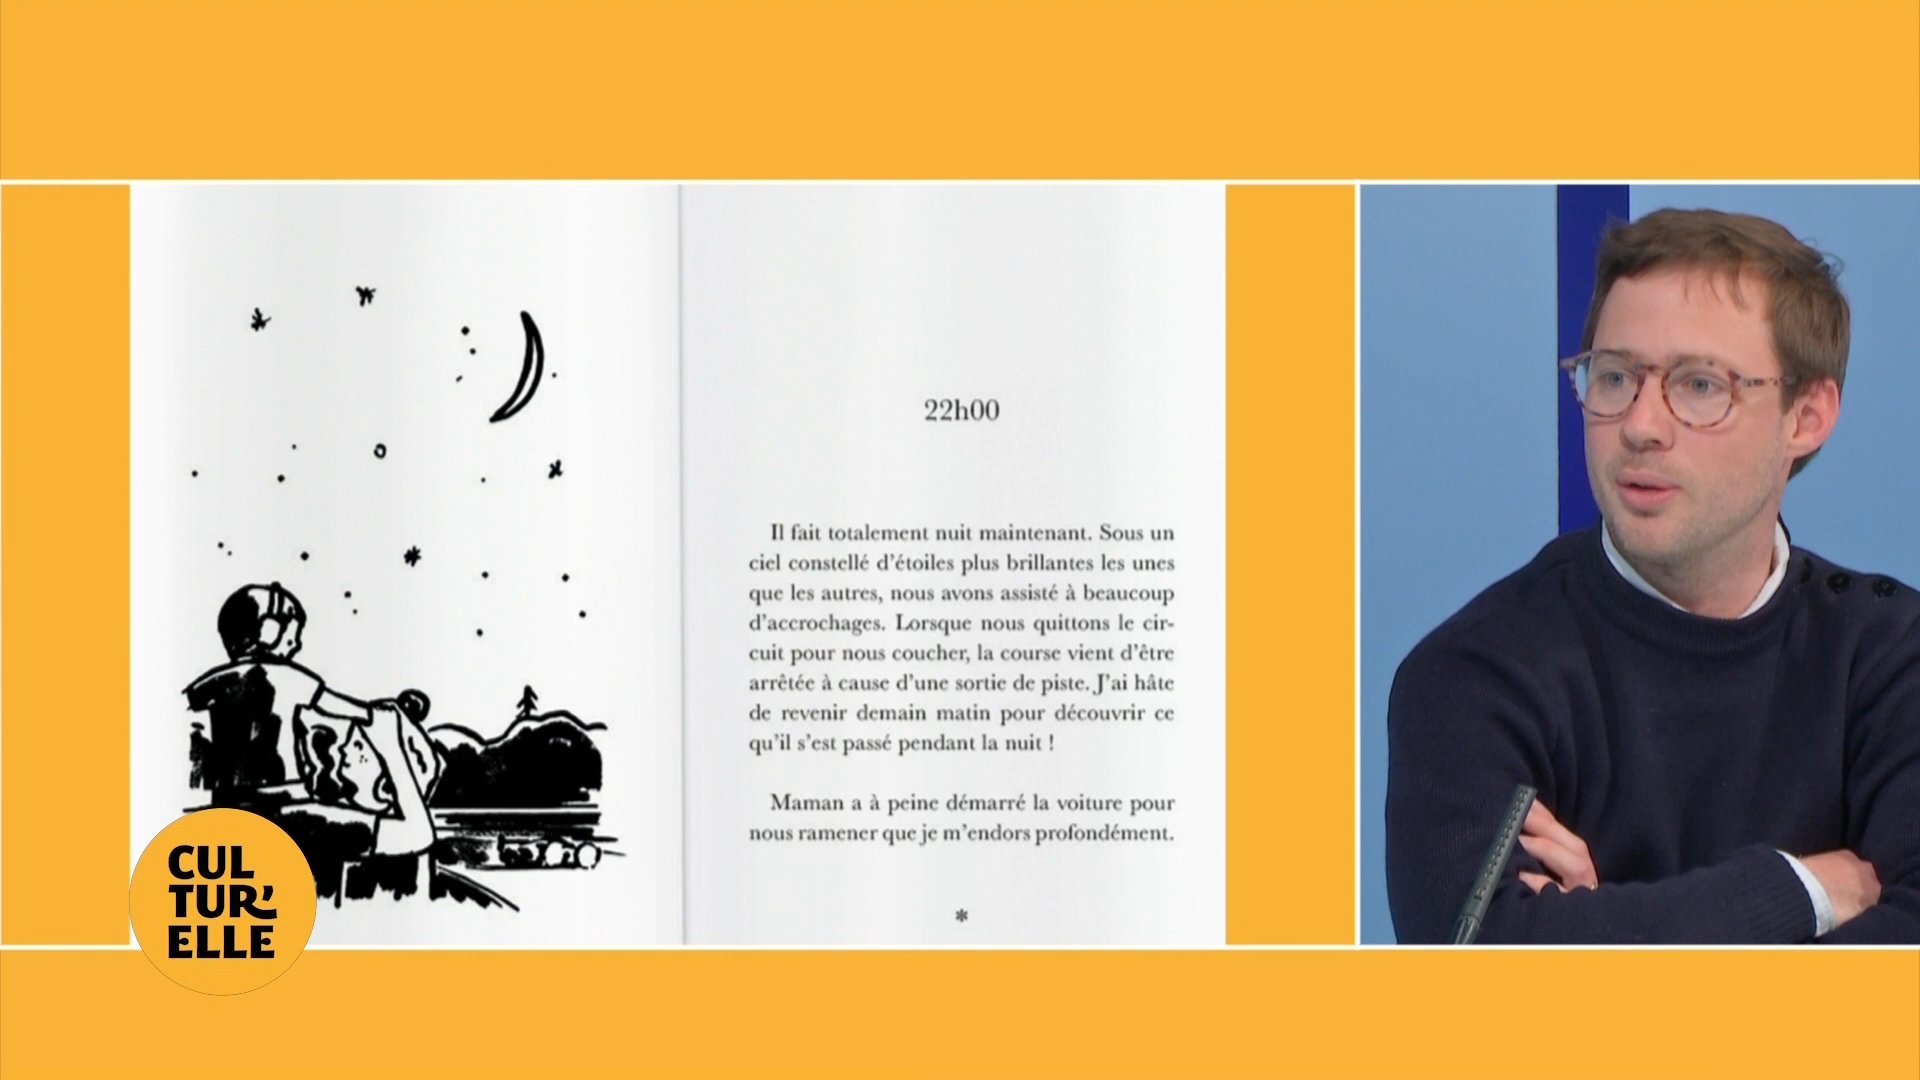 22h00
Il fait totalement nuit maintenant. Sous un
ciel constellé d'étoiles plus brillantes les unes
que les autres, nous avons assisté à beaucoup
d'accrochages. Lorsque nous quittons le cir-
cuit pour nous coucher, la course vient d'être
arrêtée à cause d'une sortie de piste. J'ai hâte
de revenir demain matin pour découvrir ce
qu'il s'est passé pendant la nuit !
Maman a à peine démarré la voiture pour
nous ramener que je m'endors profondément.
*
CUL
TUR'
ELLE